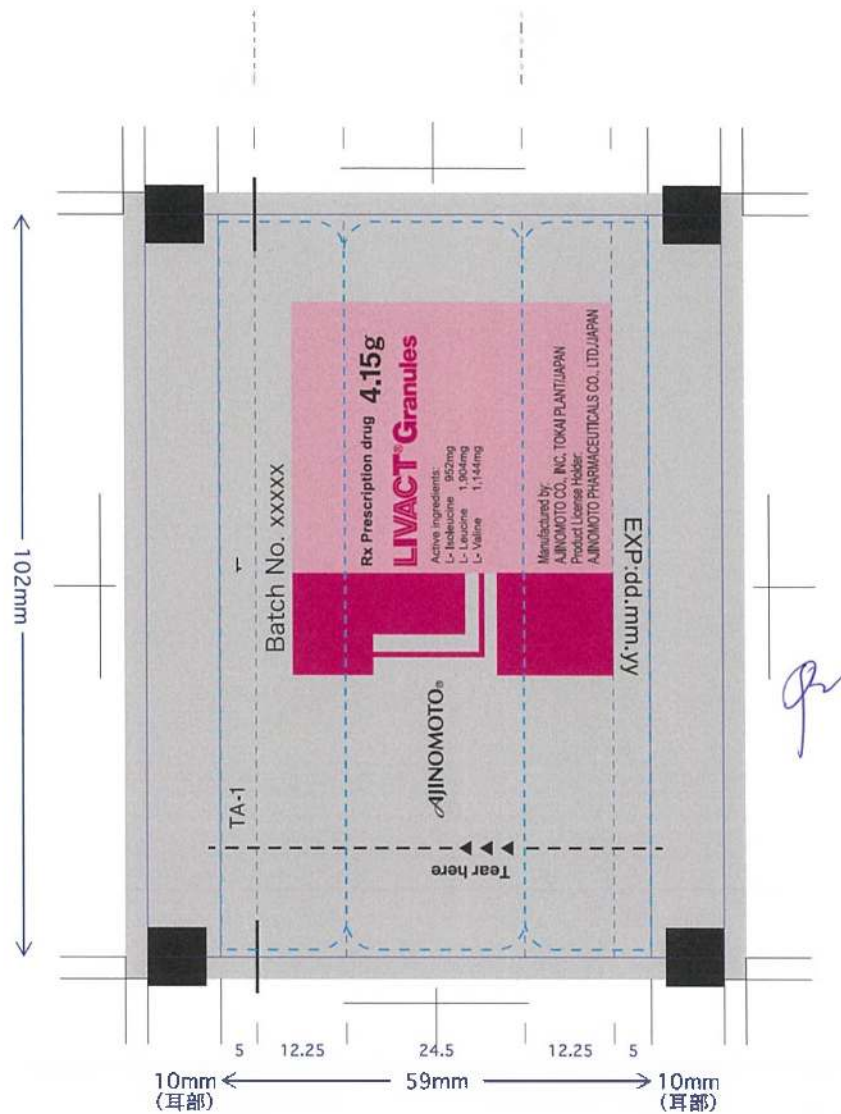 Batch No. xxxxx
Rx Prescription drug 4.15g
LIVACT® Granules
Active ingredients:
L- Isoleucine 952mg
L- Leucine 1,904mg
L- Valine 1,144mg
Manufactured by:
AJINOMOTO CO., INC. TOKAI PLANT/JAPAN
Product License Holder:
AJINOMOTO PHARMACEUTICALS CO., LTD./JAPAN
EXP:dd.mm.yy
AJINOMOTO®
TA-1
Tear here
102mm
5 12.25 24.5 12.25 5
10mm 59mm 10mm
(耳部) (耳部)